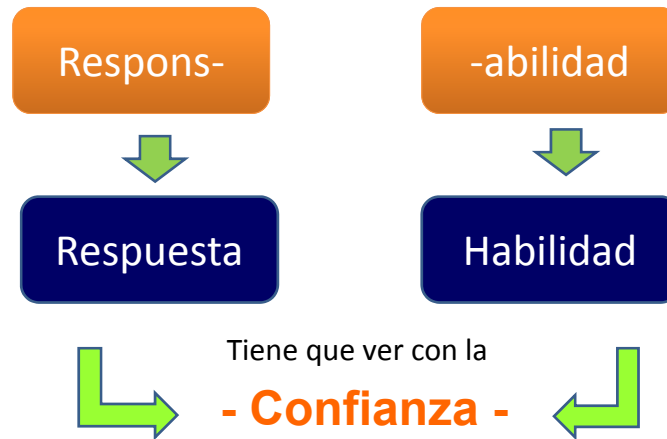 Respons-
-abilidad
Respuesta
Habilidad
Tiene que ver con la
- Confianza -